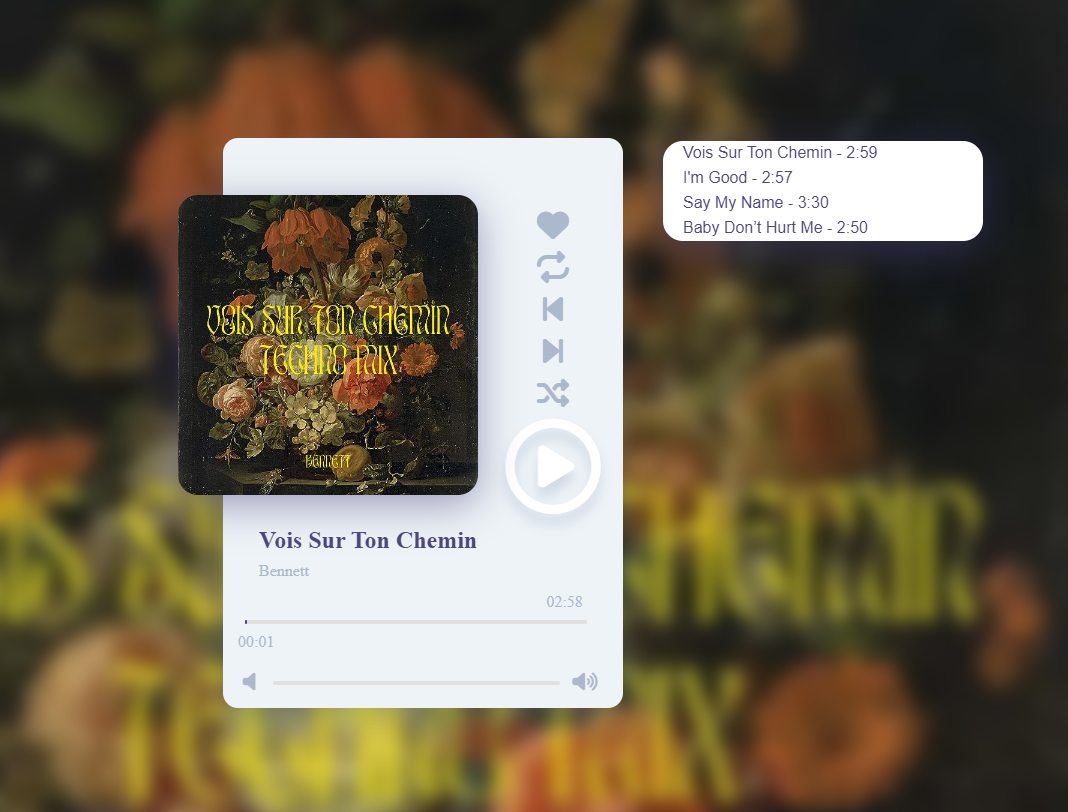 VOIS SUR TON CHEMIN
TECHNO MIX
BENNETT
Vois Sur Ton Chemin
Bennett
02:58
00:01
Vois Sur Ton Chemin - 2:59
I'm Good - 2:57
Say My Name - 3:30
Baby Don’t Hurt Me - 2:50